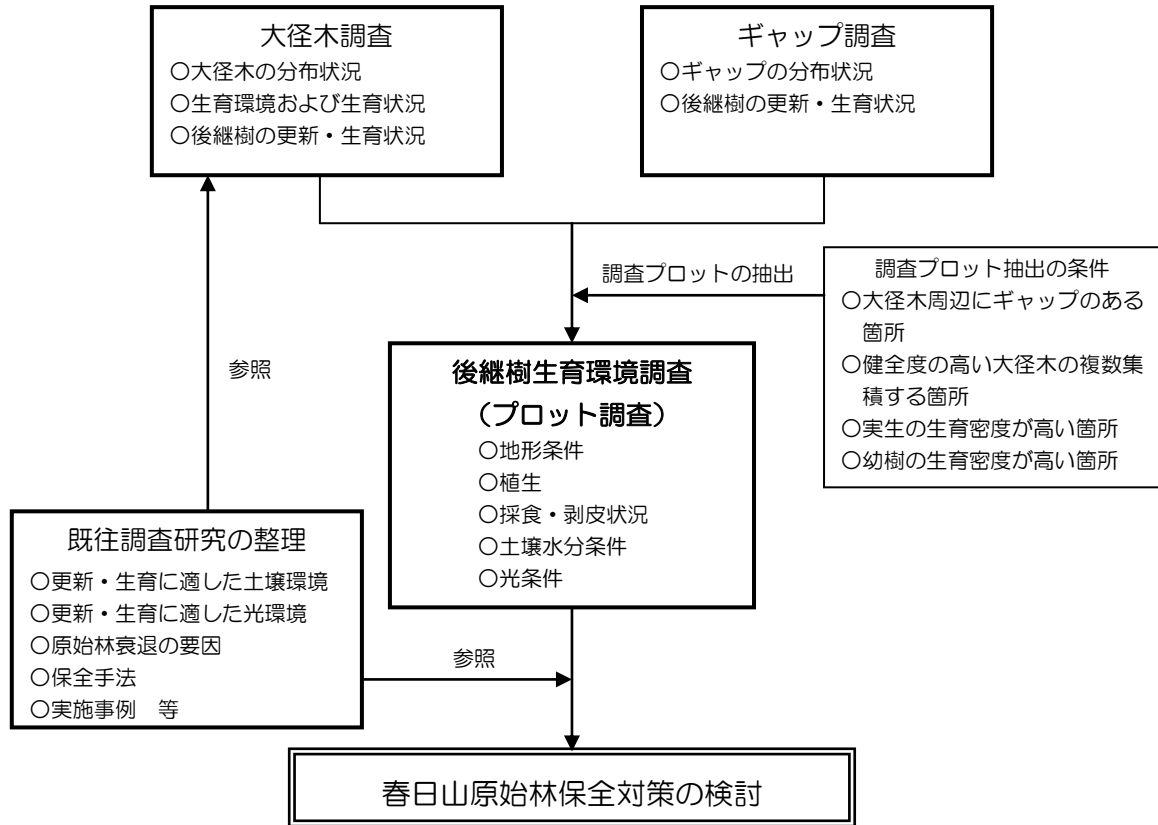 大径木調査
○大径木の分布状況
○生育環境および生育状況
○後継樹の更新・生育状況
ギャップ調査
○ギャップの分布状況
○後継樹の更新・生育状況
調査プロットの抽出
調査プロット抽出の条件
○大径木周辺にギャップのある
箇所
○健全度の高い大径木の複数集
積する箇所
○実生の生育密度が高い箇所
○幼樹の生育密度が高い箇所
参照
後継樹生育環境調査
（プロット調査）
○地形条件
○植生
○採食・剥皮状況
○土壌水分条件
○光条件
既往調査研究の整理
○更新・生育に適した土壌環境
○更新・生育に適した光環境
○原始林衰退の要因
○保全手法
○実施事例　等
参照
春日山原始林保全対策の検討